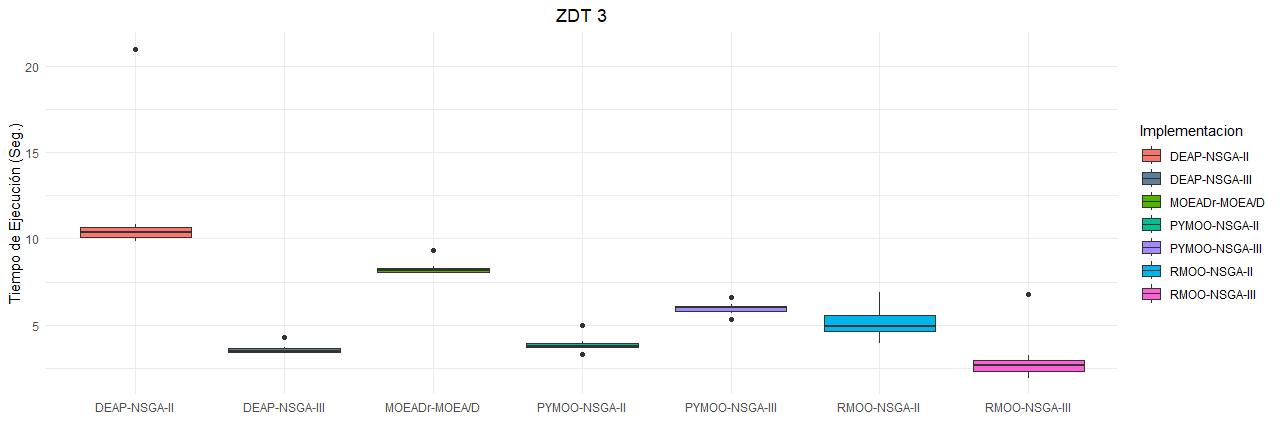 ZDT 3
Tiempo de Ejecución (Seg.)
20
15
10
5
DEAP-NSGA-II
DEAP-NSGA-III
MOEADr-MOEA/D
PYMOO-NSGA-II
PYMOO-NSGA-III
RMOO-NSGA-II
RMOO-NSGA-III
Implementacion
DEAP-NSGA-II
DEAP-NSGA-III
MOEADr-MOEA/D
PYMOO-NSGA-II
PYMOO-NSGA-III
RMOO-NSGA-II
RMOO-NSGA-III